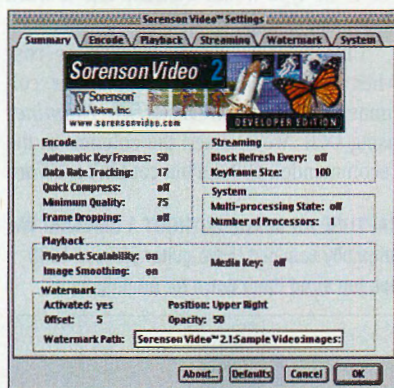 Sorenson Video™ Settings
Summary Encode Playback Streaming Watermark System
Sorenson Video™ 2
Sorenson
Vision, Inc.
www.sorensonvideo.com
DEVELOPER EDITION
Encode
Automatic Key Frames: 50
Data Rate Tracking: 17
Quick Compress: off
Minimum Quality: 75
Frame Dropping: off
Streaming
Block Refresh Every: off
Keyframe Size: 100
System
Multi-processing State: off
Number of Processors: 1
Playback
Playback Scalability: on
Image Smoothing: on
Media Key: off
Watermark
Activated: yes Position: Upper Right
Offset: 5 Opacity: 50
Watermark Path: Sorenson Video™ 2.1:Sample Video:images:
About... Defaults Cancel OK